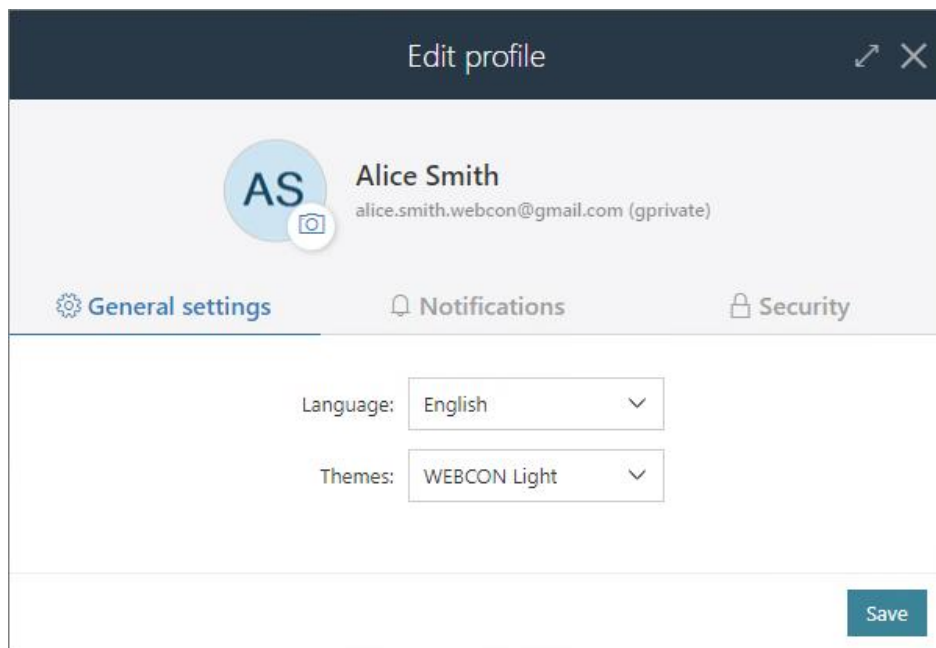 Edit profile
AS
Alice Smith
alice.smith.webcon@gmail.com (gprivate)
General settings
Notifications
Security
Language:
English
Themes:
WEBCON Light
Save